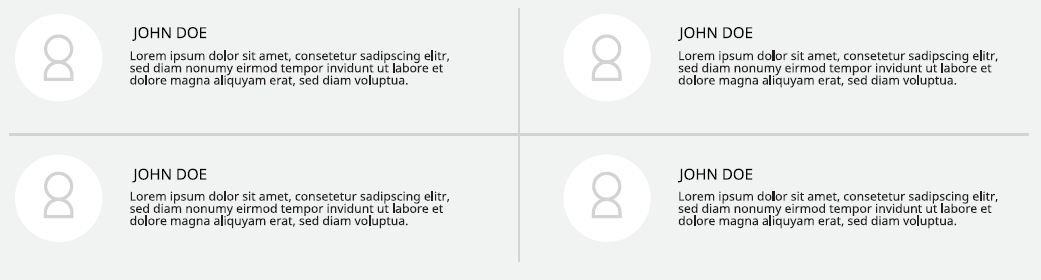 JOHN DOE
Lorem ipsum dolor sit amet, consetetur sadipscing elitr,
sed diam nonumy eirmod tempor invidunt ut labore et
dolore magna aliquyam erat, sed diam voluptua.
JOHN DOE
Lorem ipsum dolor sit amet, consetetur sadipscing elitr,
sed diam nonumy eirmod tempor invidunt ut labore et
dolore magna aliquyam erat, sed diam voluptua.
JOHN DOE
Lorem ipsum dolor sit amet, consetetur sadipscing elitr,
sed diam nonumy eirmod tempor invidunt ut labore et
dolore magna aliquyam erat, sed diam voluptua.
JOHN DOE
Lorem ipsum dolor sit amet, consetetur sadipscing elitr,
sed diam nonumy eirmod tempor invidunt ut labore et
dolore magna aliquyam erat, sed diam voluptua.